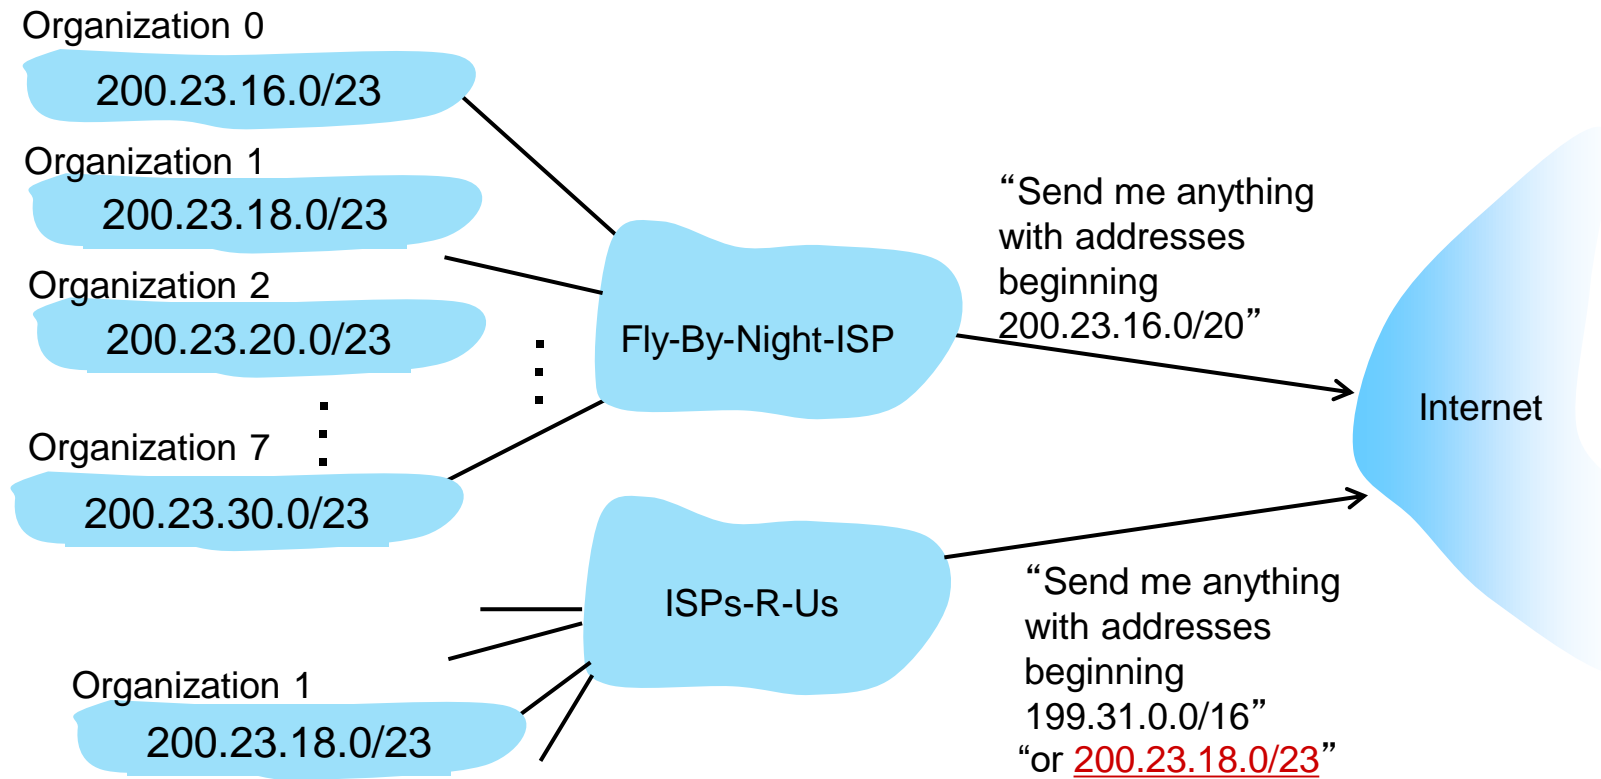 Organization 0
200.23.16.0/23
Organization 1
200.23.18.0/23
Organization 2
200.23.20.0/23
Organization 7
200.23.30.0/23
Fly-By-Night-ISP
“Send me anything
with addresses
beginning
200.23.16.0/20”
Internet
ISPs-R-Us
Organization 1
200.23.18.0/23
“Send me anything
with addresses
beginning
199.31.0.0/16”
“or 200.23.18.0/23”